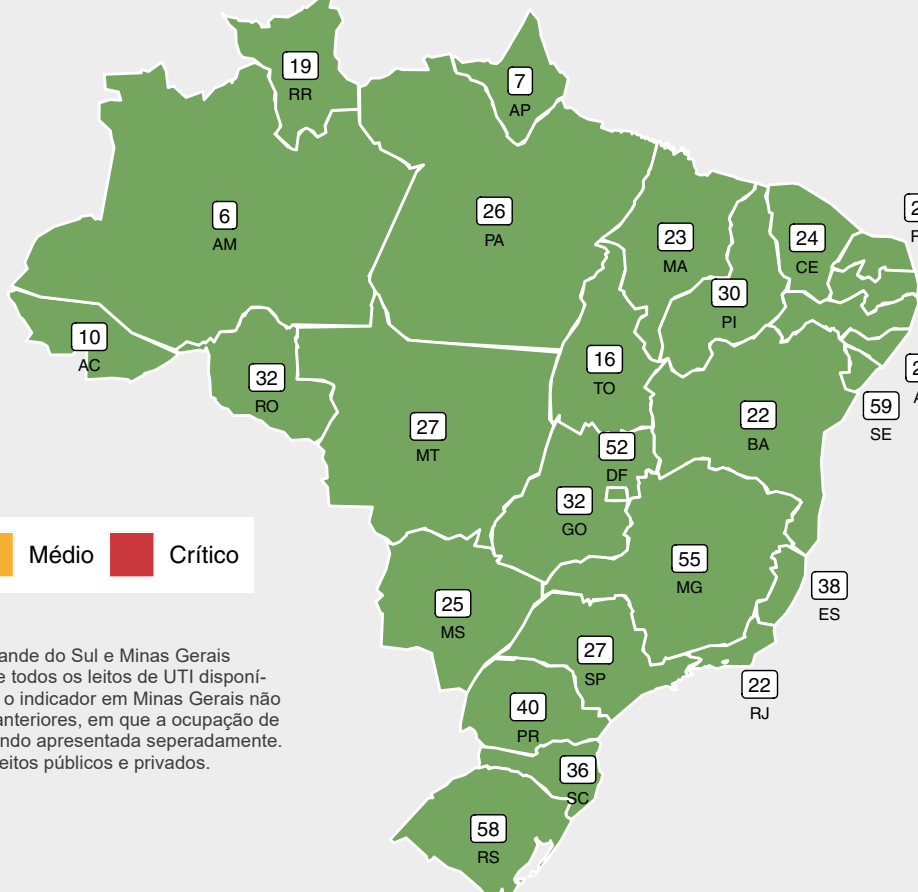 19
RR
7
AP
6
AM
26
PA
23
MA
24
CE
30
PI
10
AC
32
RO
16
TO
27
MT
22
BA
59
SE
52
DF
32
GO
55
MG
38
ES
25
MS
27
SP
22
RJ
40
PR
36
SC
58
RS
Médio Crítico
ande do Sul e Minas Gerais
e todos os leitos de UTI disponí-
o indicador em Minas Gerais não
anteriores, em que a ocupação de
ndo apresentada seperadamente.
eitos públicos e privados.